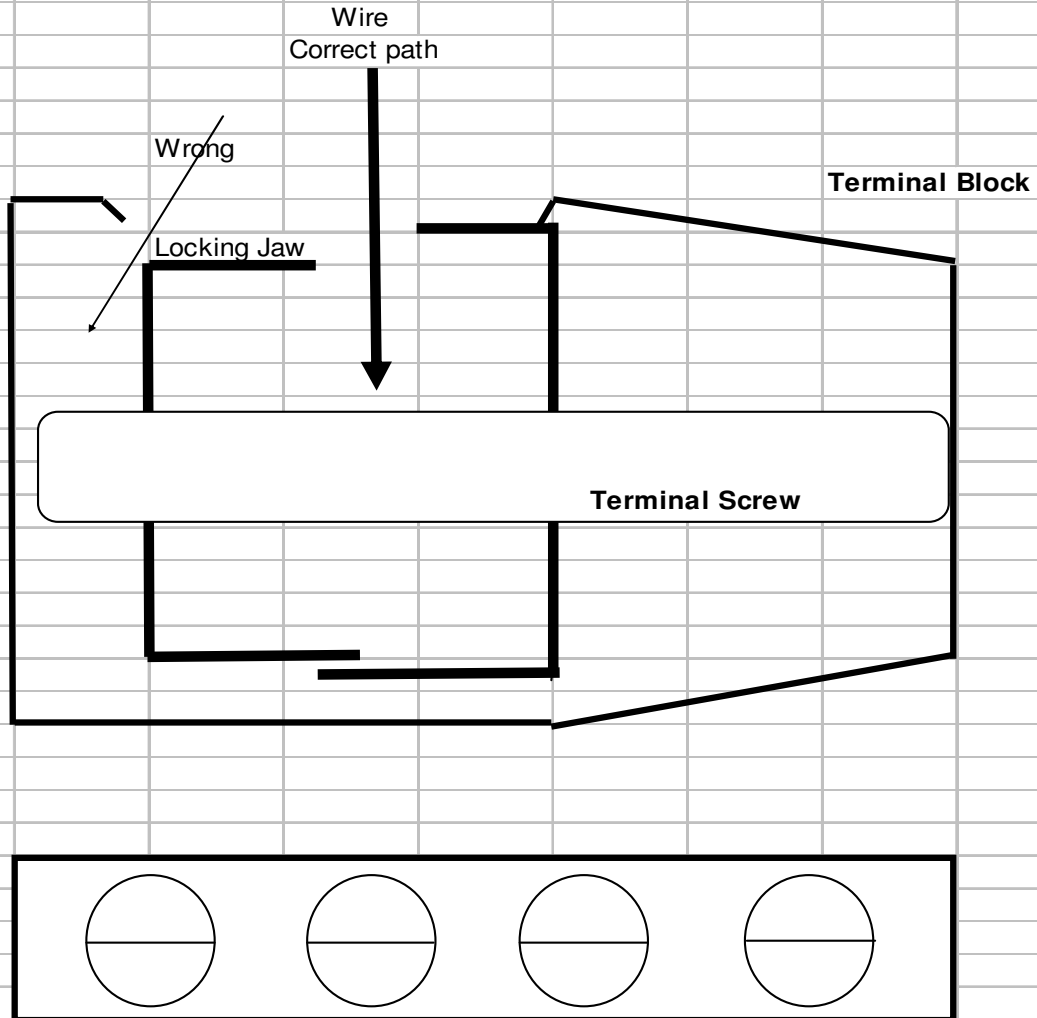 Wire
Correct path
Wrong
Terminal Block
Locking Jaw
Terminal Screw